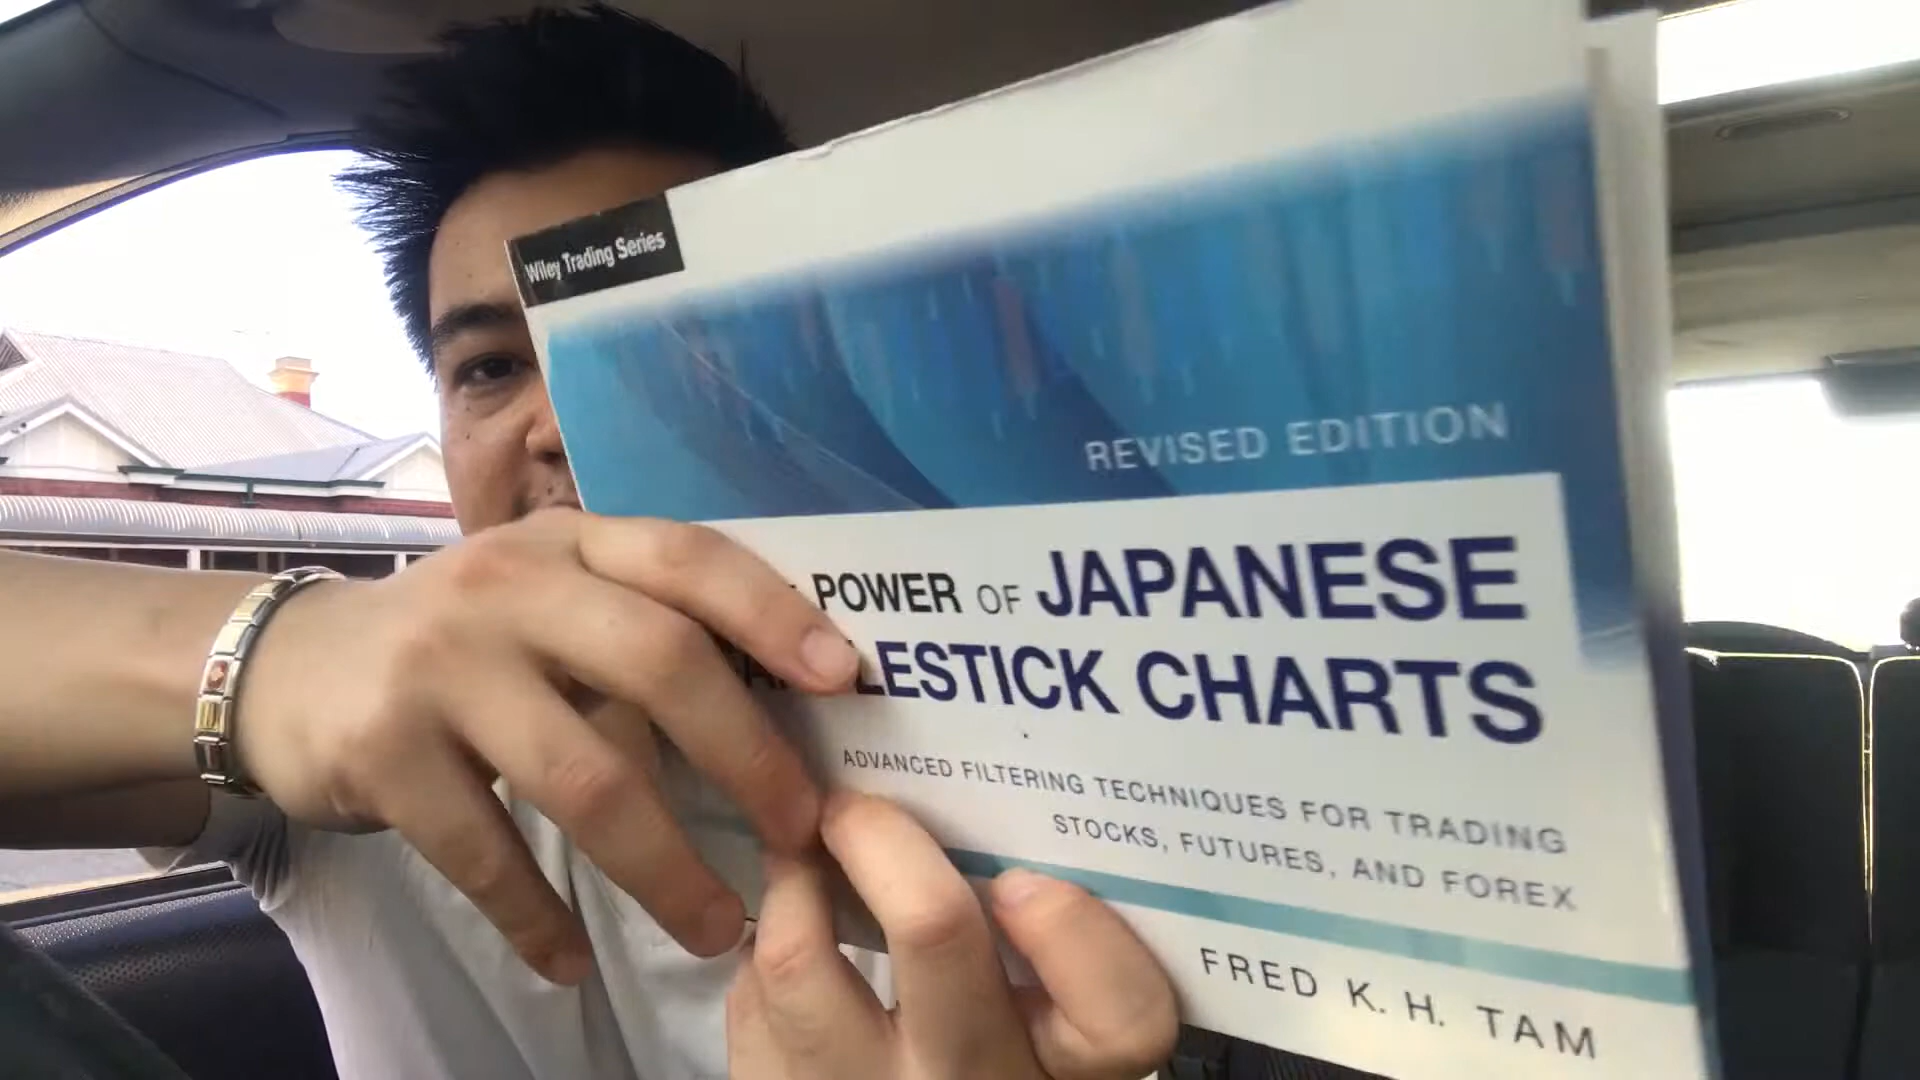 Wiley Trading Series
REVISED EDITION
POWER OF JAPANESE
LESTICK CHARTS
ADVANCED FILTERING TECHNIQUES FOR TRADING
STOCKS, FUTURES, AND FOREX
FRED K. H. TAM